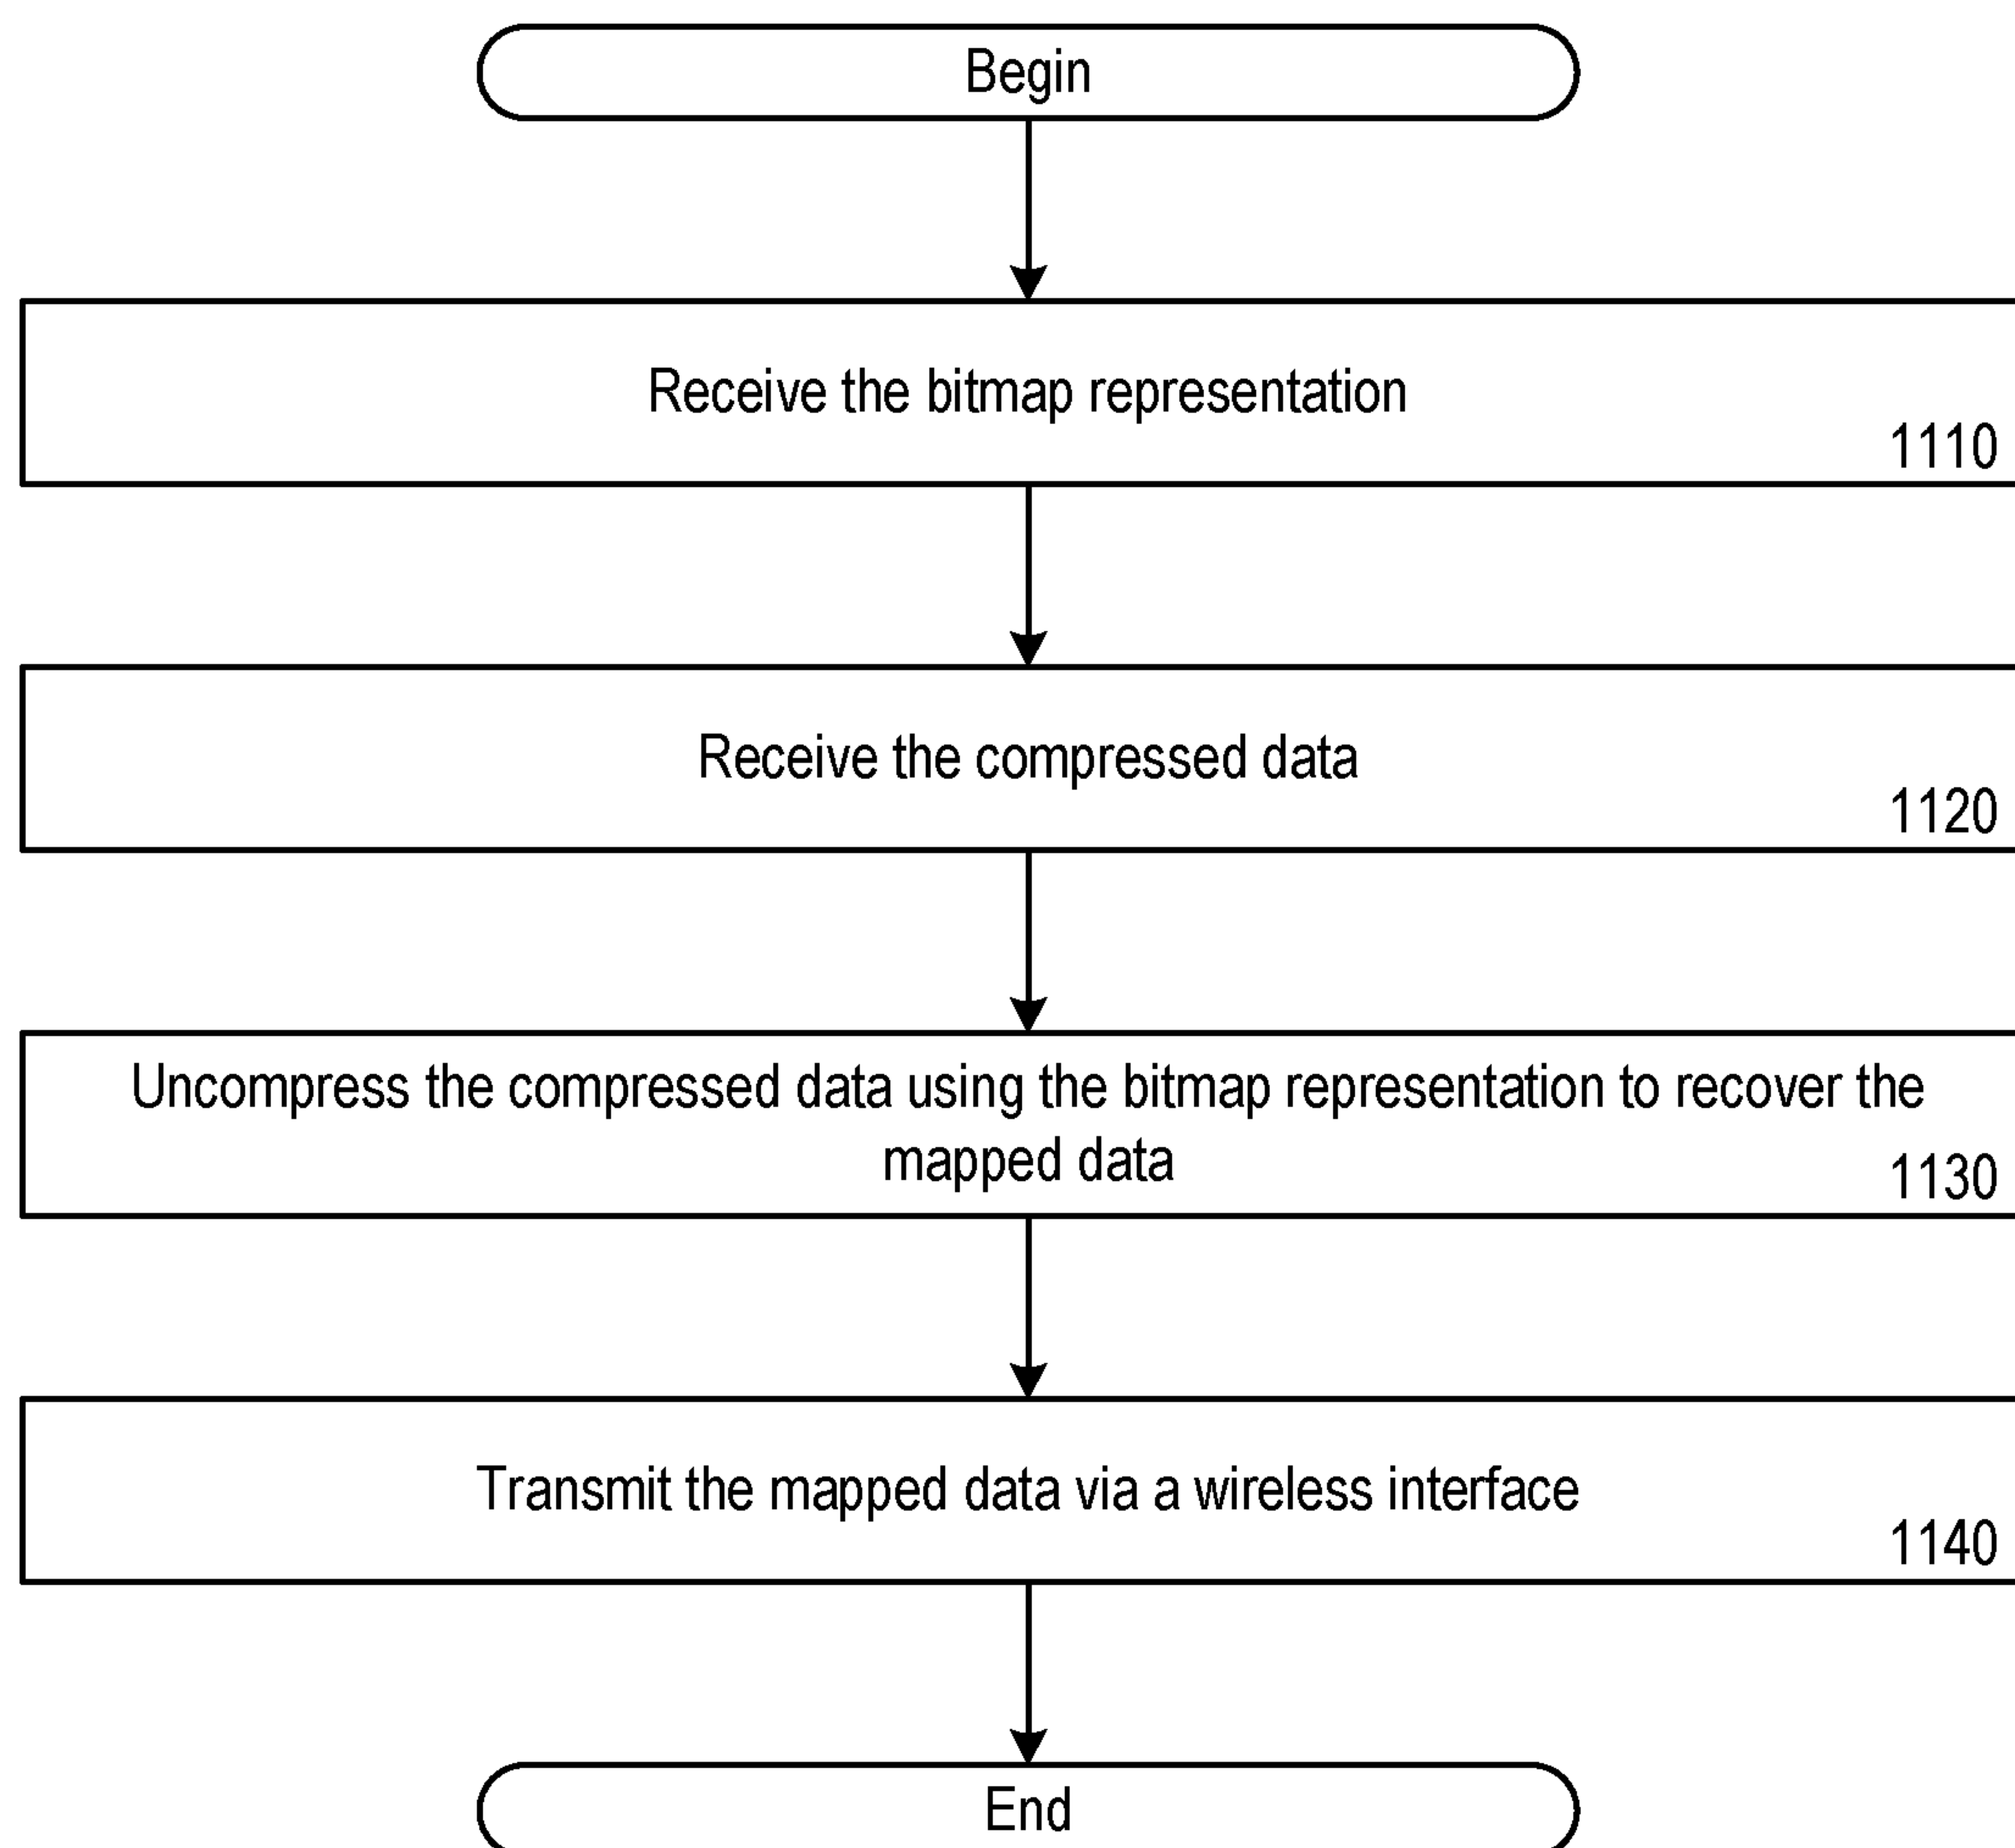 Begin
Receive the bitmap representation
1110
Receive the compressed data
1120
Uncompress the compressed data using the bitmap representation to recover the
mapped data
1130
Transmit the mapped data via a wireless interface
1140
End